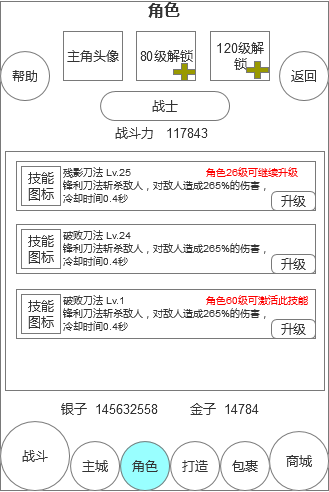 角色
帮助
主角头像
80级解锁
120级解
锁
返回
战士
战斗力 117843
技能
图标
残影刀法 Lv.25 角色26级可继续升级
锋利刀法斩杀敌人，对敌人造成265%的伤害，
冷却时间0.4秒
升级
技能
图标
破败刀法 Lv.24
锋利刀法斩杀敌人，对敌人造成265%的伤害，
冷却时间0.4秒
升级
技能
图标
破败刀法 Lv.1 角色60级可激活此技能
锋利刀法斩杀敌人，对敌人造成265%的伤害，
冷却时间0.4秒
升级
银子 145632558 金子 14784
战斗
主城
角色
打造
包裹
商城